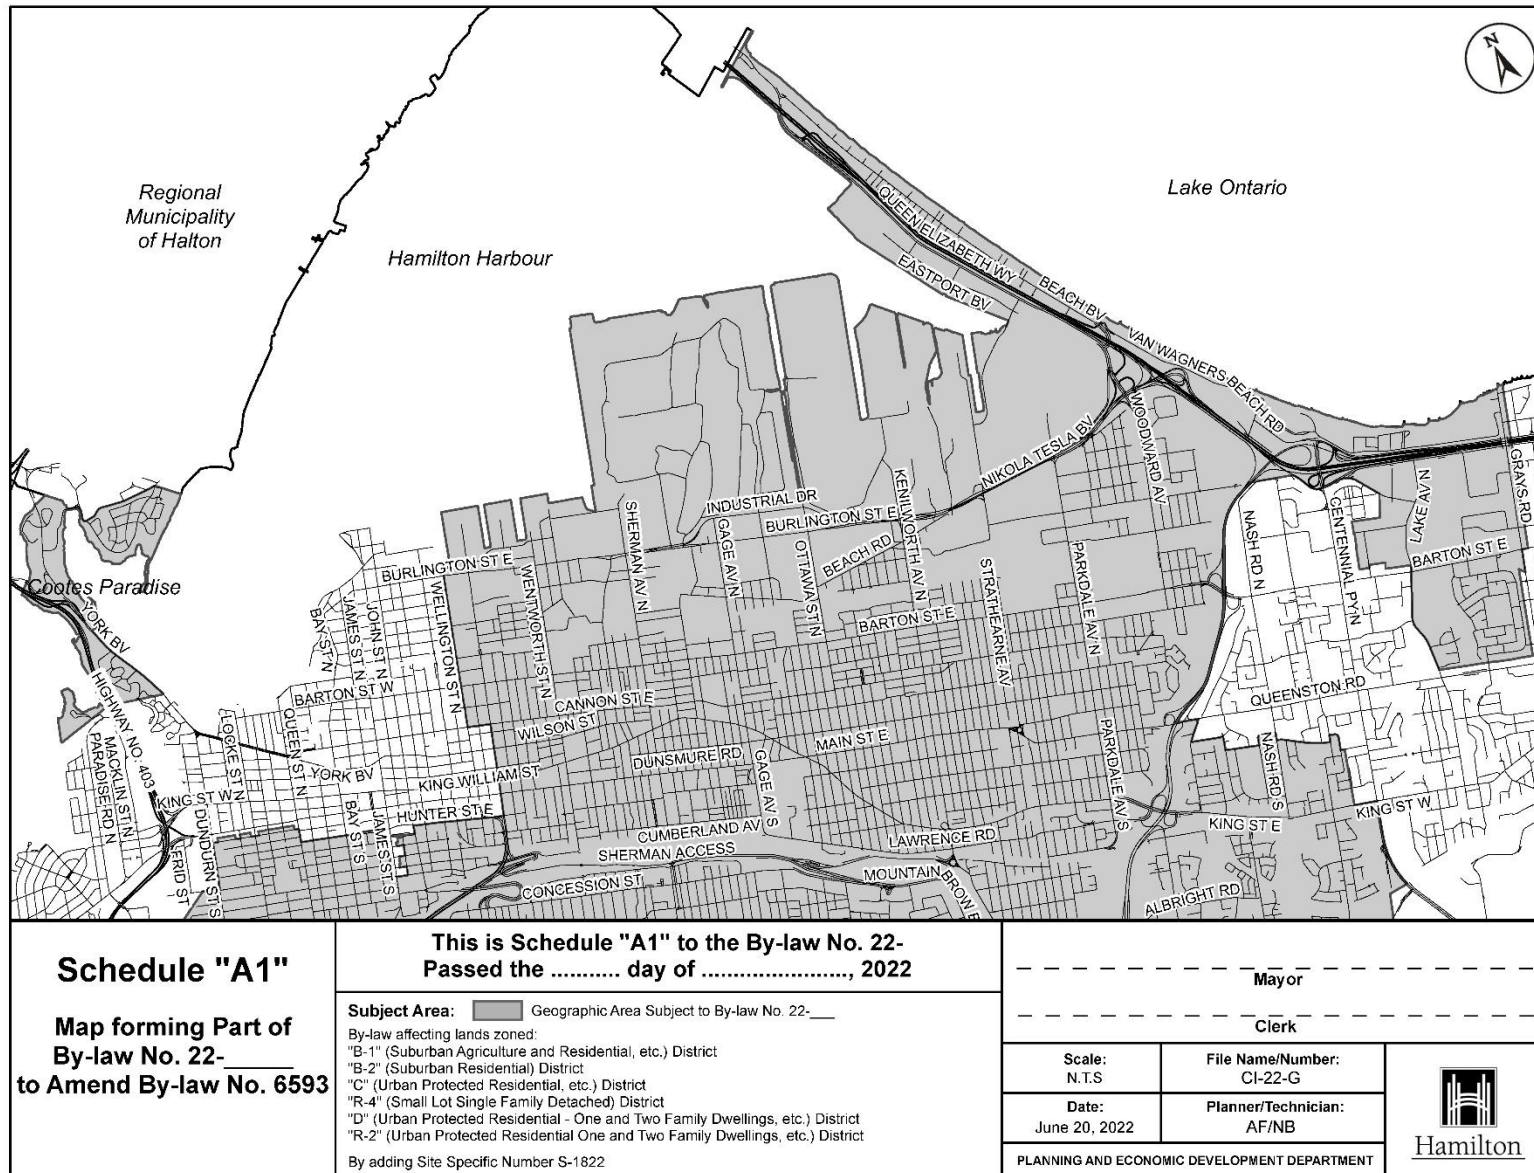 N
Regional
Municipality
of Halton
Lake Ontario
Hamilton Harbour
QUEEN ELIZABETH WY
EASTPORT BV
BEACH BV
VAN WAGNERS BEACH RD
WOODWARD AV
NIKOLA TESLA BV
GRAYS RD
LAKE AV N
CENTENNIAL PY N
NASH RD N
BARTON ST E
KENILWORTH AV N
INDUSTRIAL DR
BURLINGTON ST E
SHERMAN AV N
GAGE AV N
OTTAWA ST N
BEACH RD
STRATHEARNE AV
PARKDALE AV N
BURLINGTON ST E
WENTWORTH ST N
WELLINGTON ST N
JOHN ST N
JAMES ST N
BAY ST N
Cootes Paradise
YORK BV
BARTON ST E
BARTON ST W
CANNON ST E
WILSON ST
QUEENSTON RD
HIGHWAY NO. 403
MACKLIN ST N
PARADISE RD N
LOCKE ST N
QUEEN ST N
YORK BV
KING WILLIAM ST
DUNSMURE RD
GAGE AV S
MAIN ST E
PARKDALE AV S
NASH RD S
KING ST W
KING ST W
HUNTER ST E
BAY ST S
JAMES ST S
DUNDURN ST S
FRID ST
CUMBERLAND AV
SHERMAN ACCESS
CONCESSION ST
LAWRENCE RD
MOUNTAIN BROW B
KING ST E
ALBRIGHT RD
Schedule "A1"
Map forming Part of
By-law No. 22-______
to Amend By-law No. 6593
This is Schedule "A1" to the By-law No. 22-
Passed the ........... day of ......................., 2022
Subject Area: Geographic Area Subject to By-law No. 22-___
By-law affecting lands zoned:
"B-1" (Suburban Agriculture and Residential, etc.) District
"B-2" (Suburban Residential) District
"C" (Urban Protected Residential, etc.) District
"R-4" (Small Lot Single Family Detached) District
"D" (Urban Protected Residential - One and Two Family Dwellings, etc.) District
"R-2" (Urban Protected Residential One and Two Family Dwellings, etc.) District
By adding Site Specific Number S-1822
Mayor
Clerk
Scale:
N.T.S
File Name/Number:
CI-22-G
Date:
June 20, 2022
Planner/Technician:
AF/NB
PLANNING AND ECONOMIC DEVELOPMENT DEPARTMENT
Hamilton